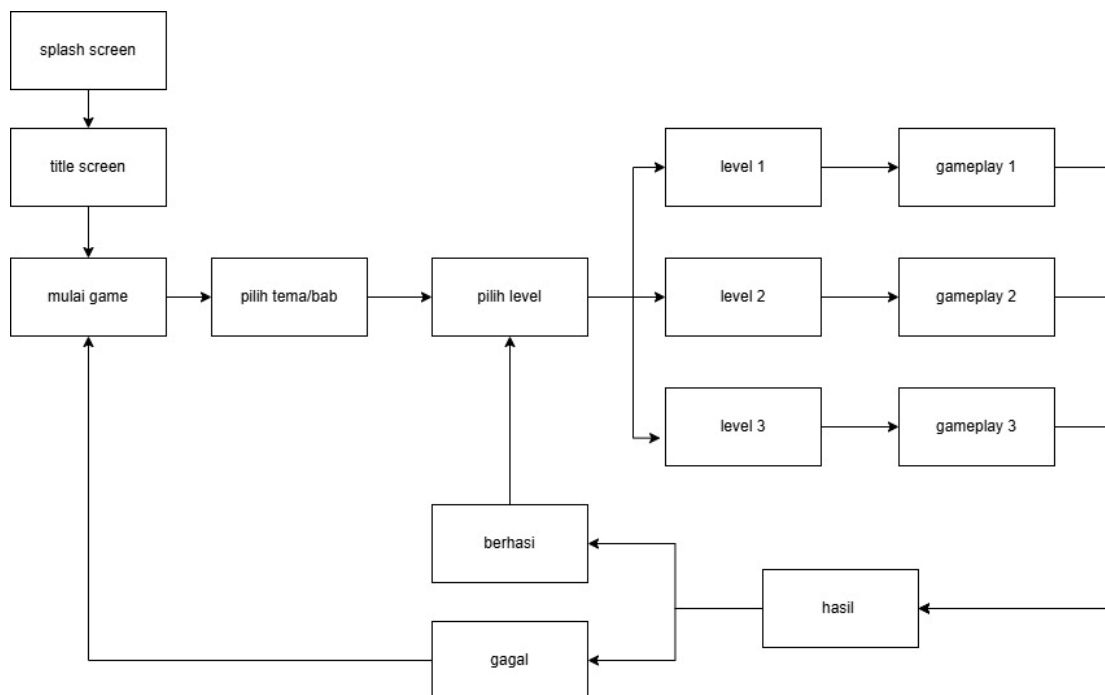 splash screen
title screen
mulai game
pilih tema/bab
pilih level
level 1
gameplay 1
level 2
gameplay 2
level 3
gameplay 3
berhasi
hasil
gagal